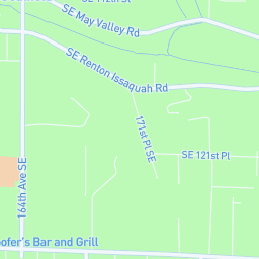 SE May Valley Rd
SE Renton Issaquah Rd
171st Pl SE
SE 121st Pl
164th Ave SE
oofer's Bar and Grill